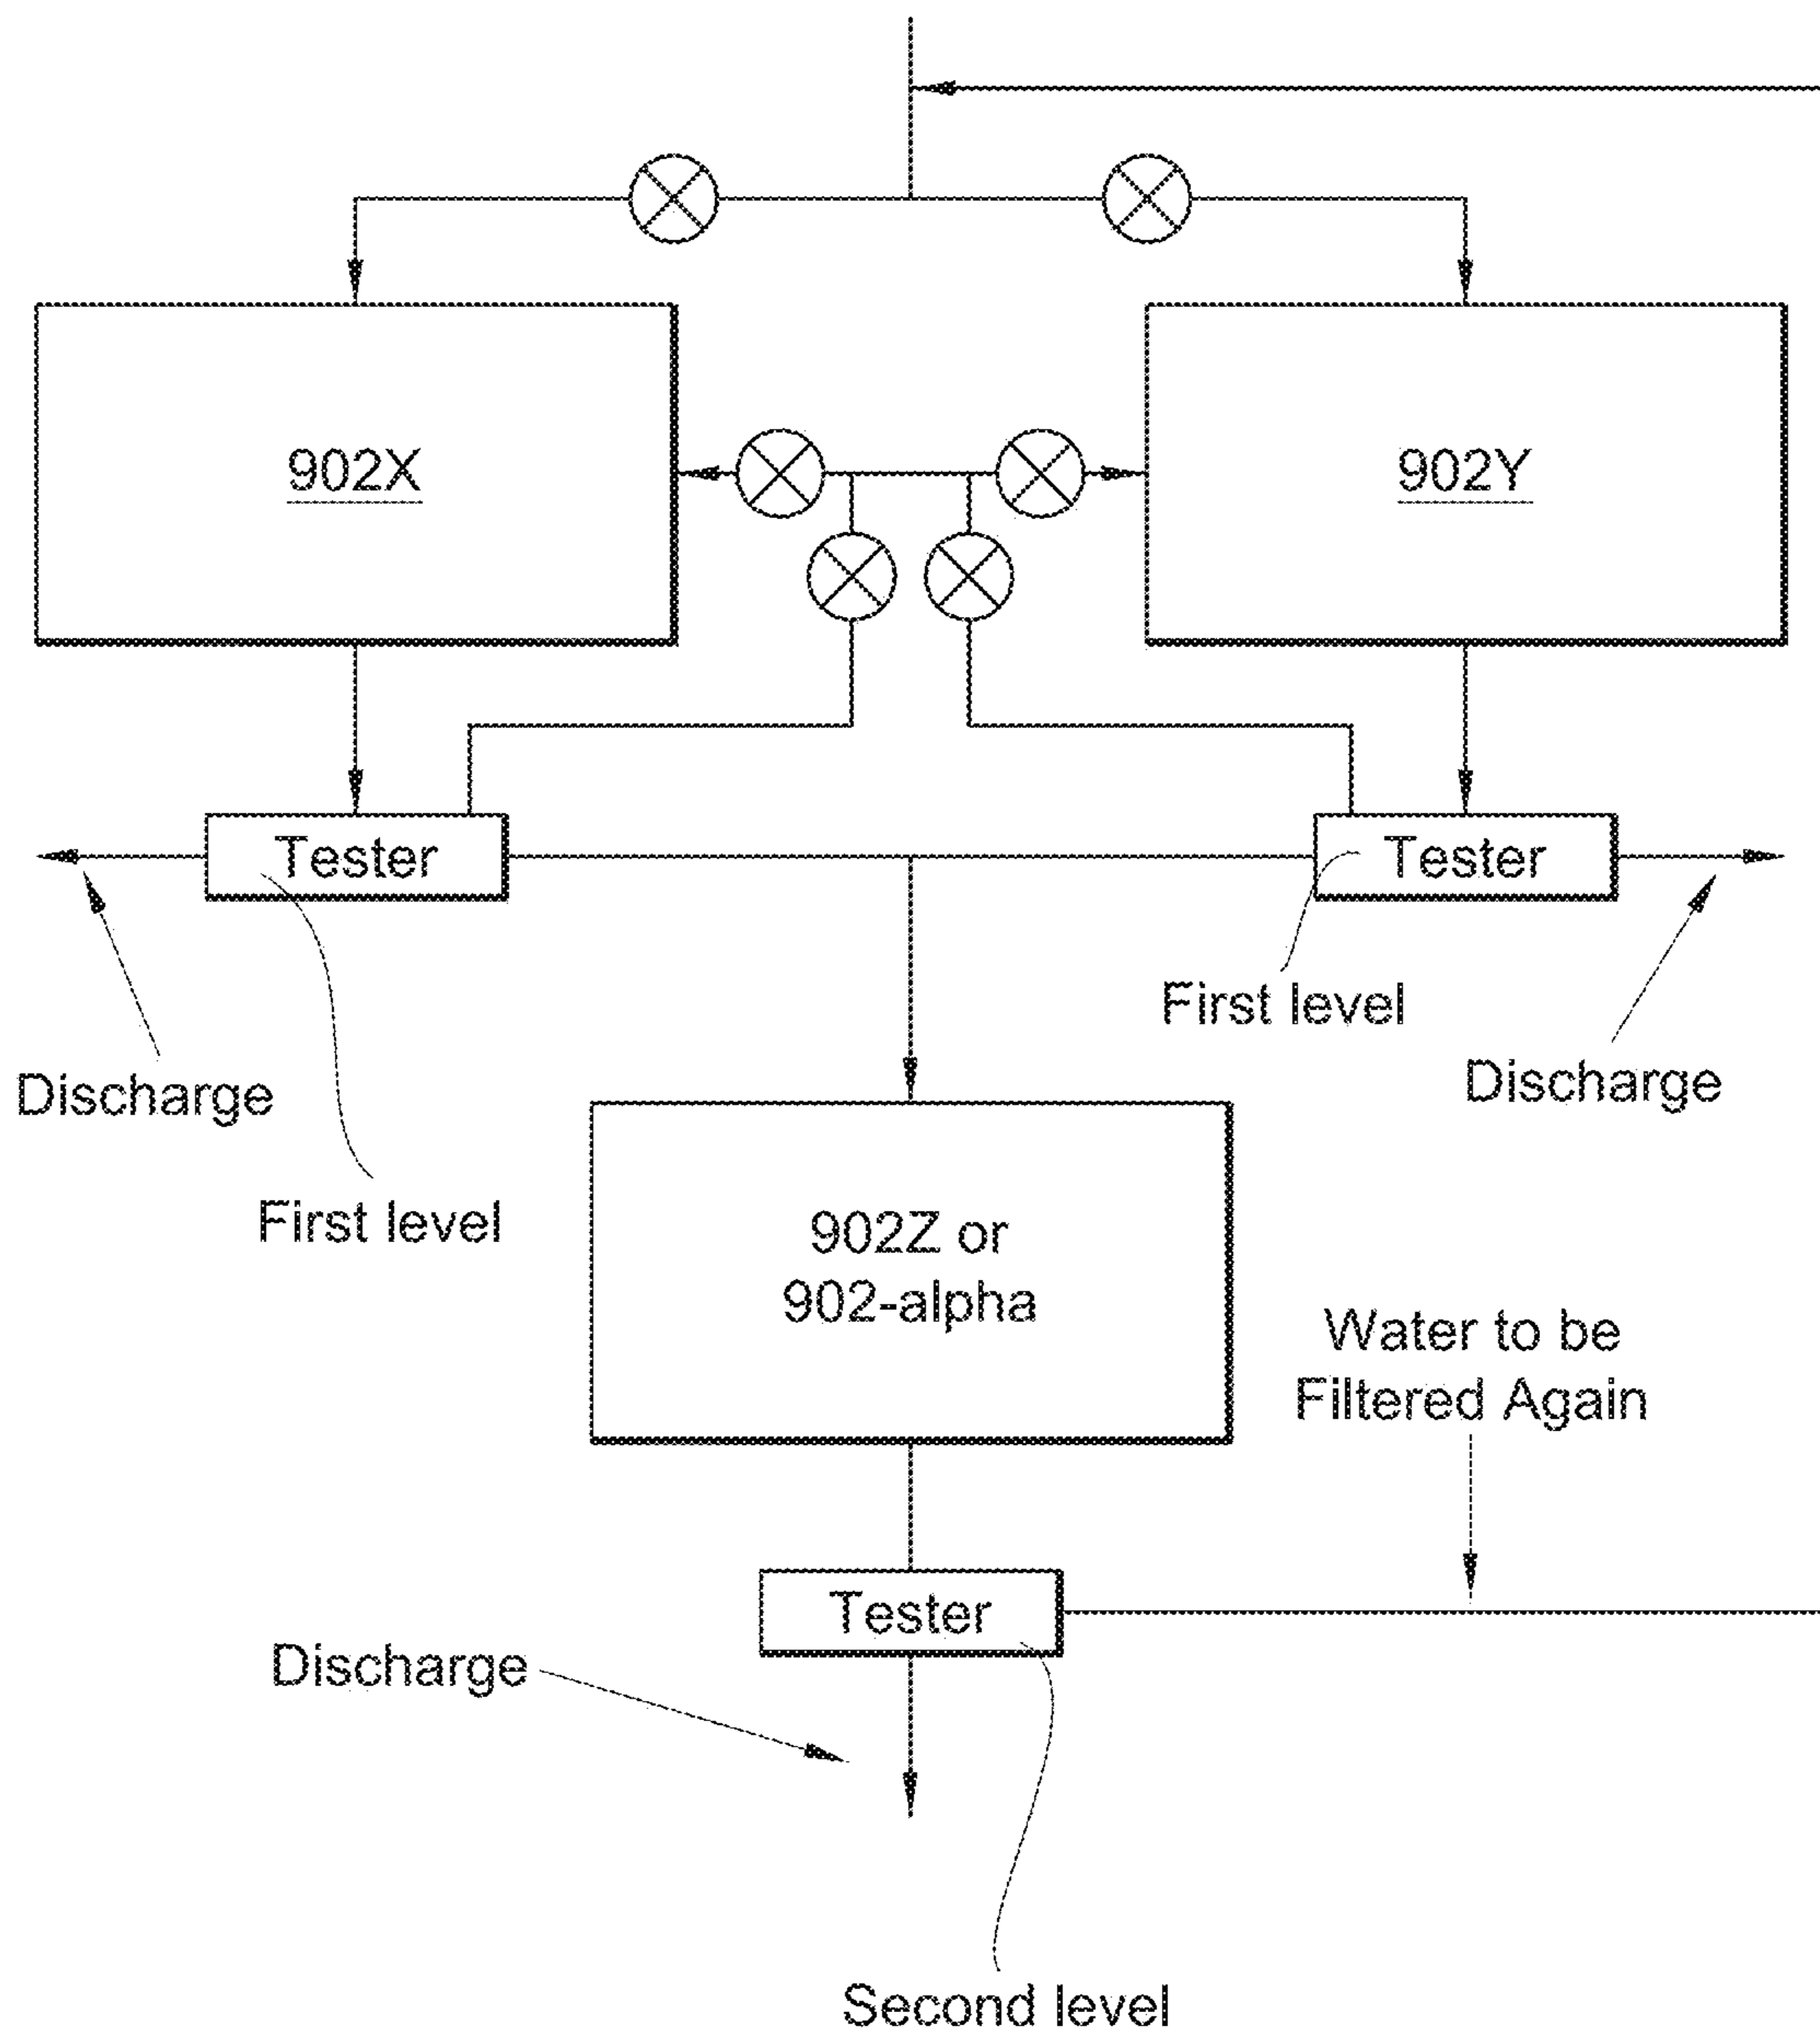 902X
902Y
Tester
Tester
First level
Discharge
Discharge
First level
902Z or
902-alpha
Water to be
Filtered Again
Tester
Discharge
Second level